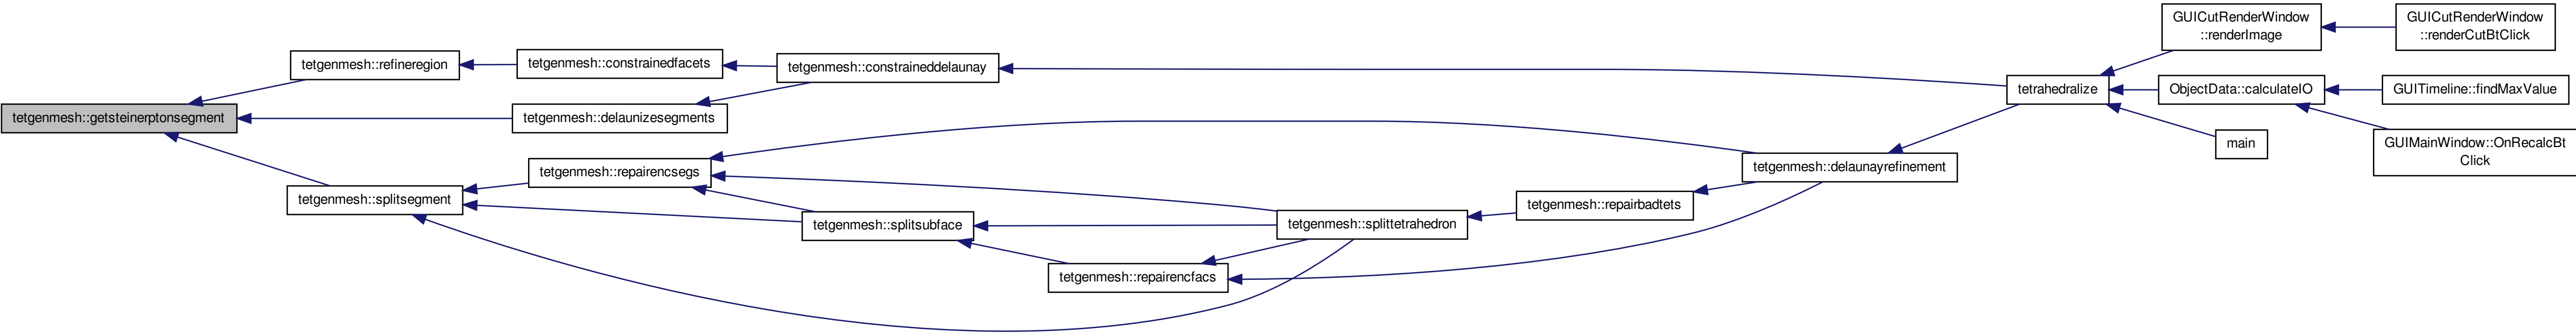 tetgenmesh::getsteinerptonsegment
tetgenmesh::refineregion
tetgenmesh::constrainedfacets
tetgenmesh::constraineddelaunay
tetgenmesh::delaunizesegments
tetgenmesh::splitsegment
tetgenmesh::repairencsegs
tetgenmesh::splitsubface
tetgenmesh::repairencfacs
tetgenmesh::splittetrahedron
tetgenmesh::repairbadtets
tetgenmesh::delaunayrefinement
tetrahedralize
GUICutRenderWindow
::renderImage
GUICutRenderWindow
::renderCutBtClick
ObjectData::calculateIO
GUITimeline::findMaxValue
main
GUIMainWindow::OnRecalcBt
Click